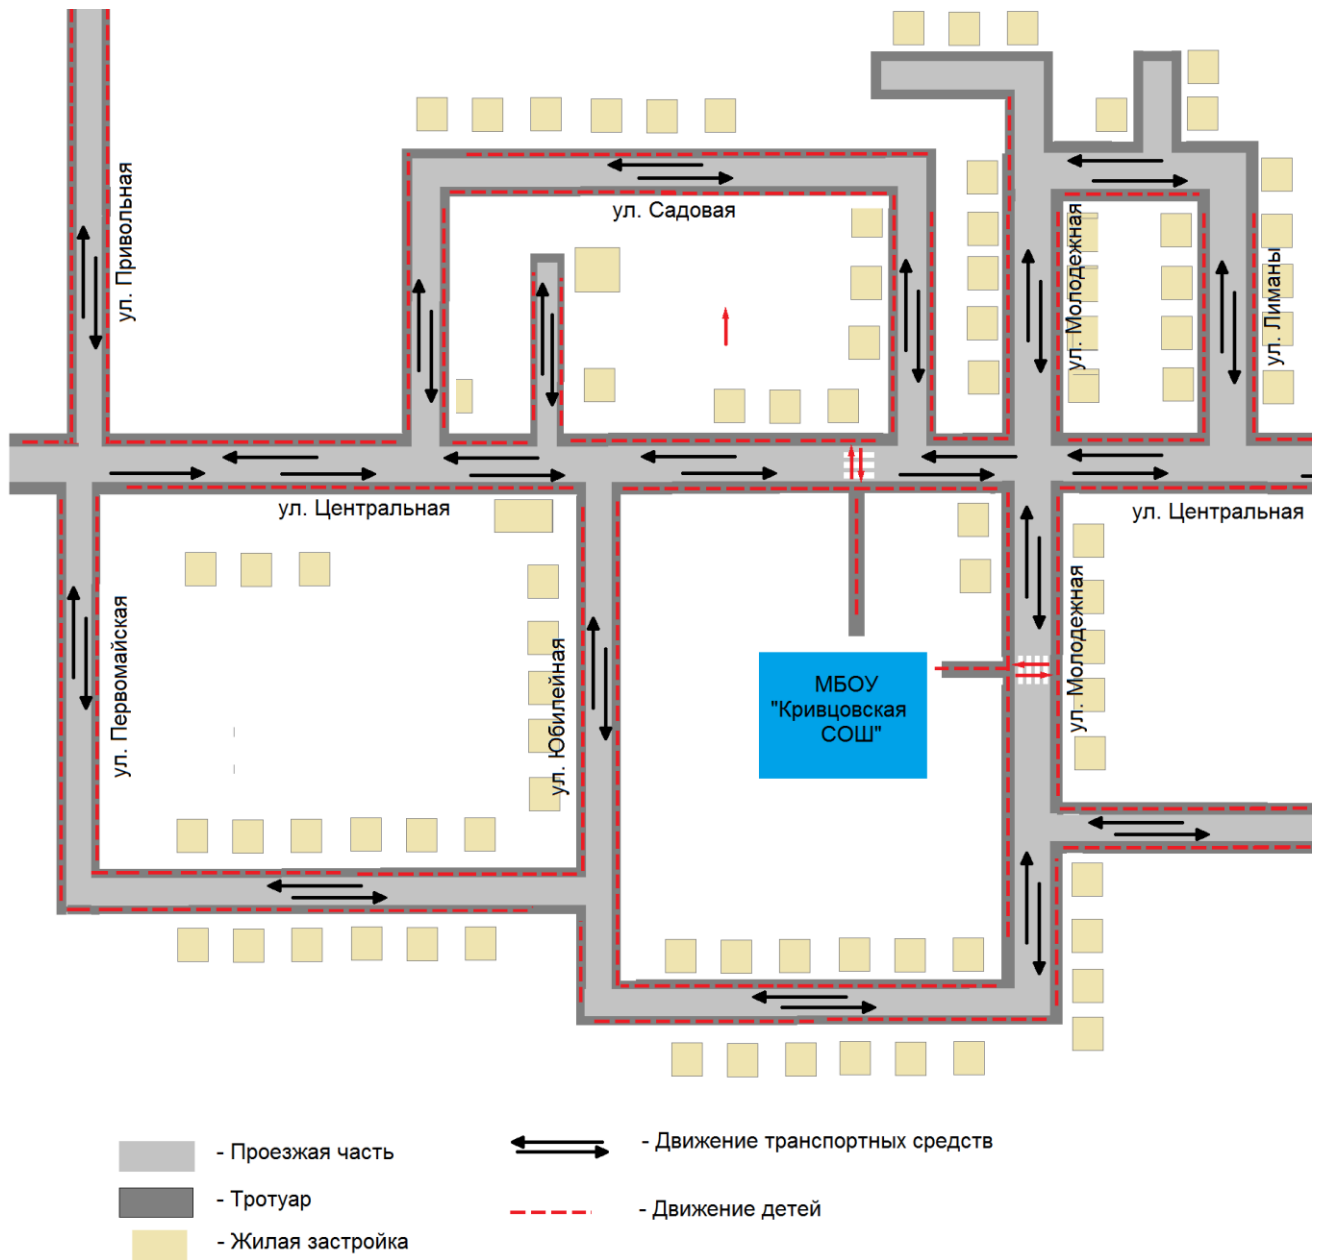 ул. Привольная
ул. Садовая
ул. Молодежная
ул. Лиманы
ул. Центральная
ул. Центральная
ул. Первомайская
ул. Юбилейная
МБОУ
"Кривцовская
СОШ"
ул. Молодежная
- Проезжая часть
- Движение транспортных средств
- Тротуар
- Движение детей
- Жилая застройка